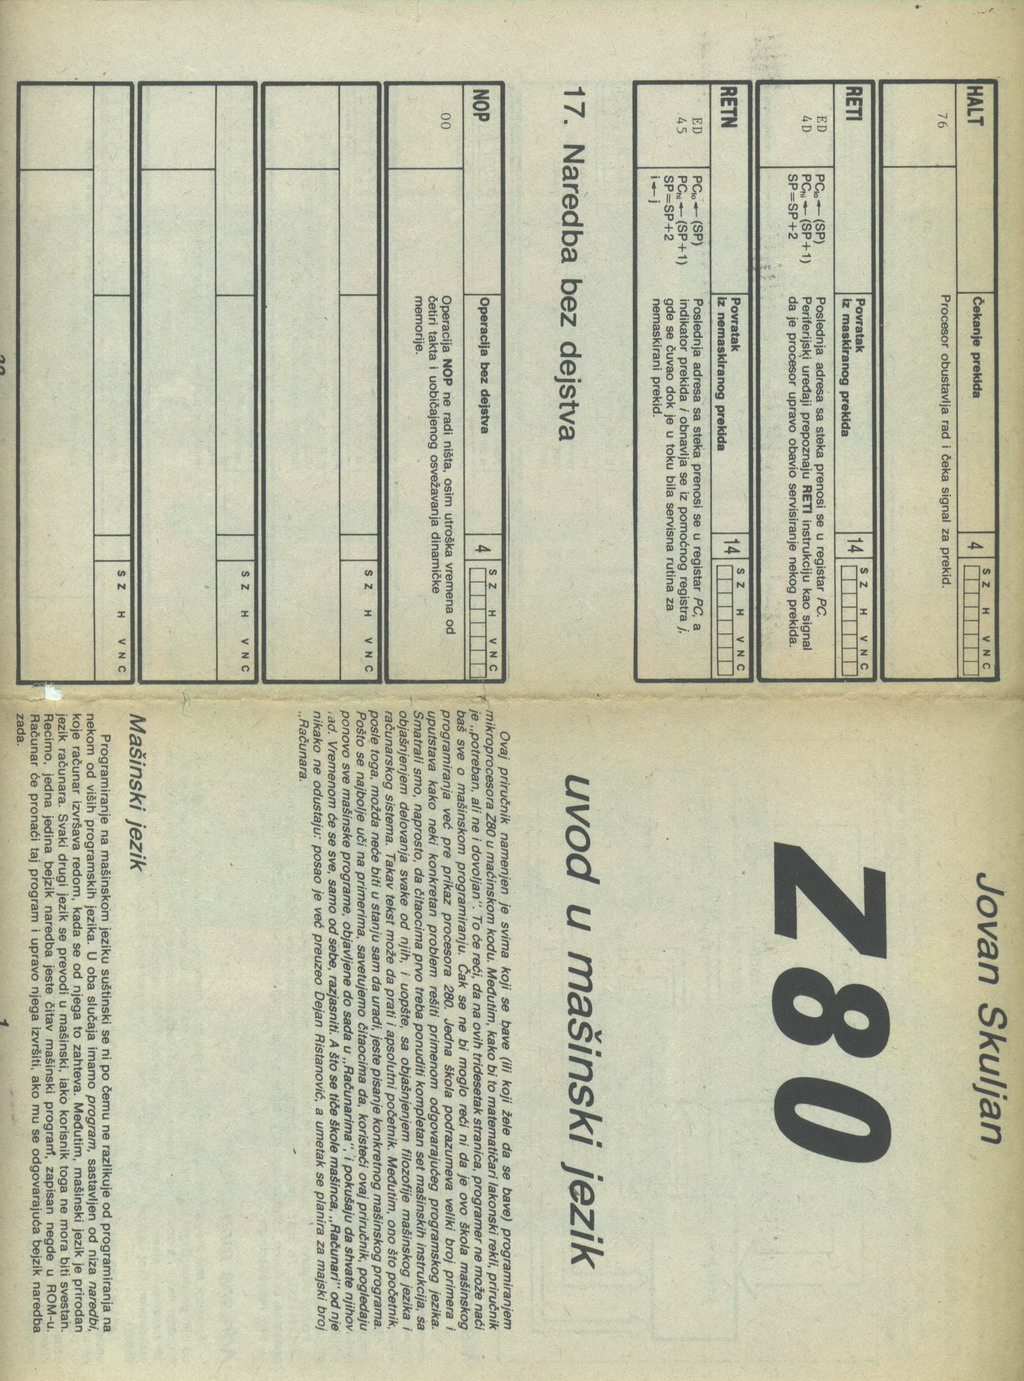 HALT
Čekanje prekida
4
S Z H V N C
76
Procesor obustavlja rad i čeka signal za prekid.
RETI
Povratak
iz maskiranog prekida
14
S Z H V N C
ED
4D
PClo ← (SP)
PChi ← (SP+1)
SP=SP+2
Poslednja adresa sa steka prenosi se u registar PC.
Periferijski uređaji prepoznaju RETI instrukciju kao signal
da je procesor upravo obavio servisiranje nekog prekida.
RETN
Povratak
iz nemaskiranog prekida
14
S Z H V N C
ED
45
PClo ← (SP)
PChi ← (SP+1)
SP=SP+2
i ← j
Poslednja adresa sa steka prenosi se u registar PC, a
indikator prekida i obnavlja se iz pomoćnog registra j,
gde se čuvao dok je u toku bila servisna rutina za
nemaskirani prekid.
17. Naredba bez dejstva
NOP
Operacija bez dejstva
4
S Z H V N C
00
Operacija NOP ne radi ništa, osim utroška vremena od
četiri takta i uobičajenog osvežavanja dinamičke
memorije.
S Z H V N C
S Z H V N C
S Z H V N C
Jovan Skuljan
Z80
uvod u mašinski jezik
Ovaj priručnik namenjen je svima koji se bave (ili koji žele da se bave) programiranjem
mikroprocesora Z80 u mačinskom kodu. Međutim, kako bi to matematičari lakonski rekli, priručnik
je „potreban, ali ne i dovoljan“. To će reći, da na ovih tridesetak stranica, programer ne može naći
baš sve o mašinskom programiranju. Čak se ne bi moglo reći ni da je ovo škola mašinskog
programiranja već pre prikaz procesora Z80. Jedna škola podrazumeva veliki broj primera i
uputstava kako neki konkretan problem rešiti primenom odgovarajućeg programskog jezika.
Smatrali smo, naprosto, da čitaocima prvo treba ponuditi kompletan set mašinskih instrukcija, sa
objašnjenjem delovanja svake od njih, i uopšte, sa objašnjenjem filozofije mašinskog jezika i
računarskog sistema. Takav tekst može da prati i apsolutni početnik. Međutim, ono što početnik,
posle toga, možda neće biti u stanju sam da uradi, jeste pisanje konkretnog mašinskog programa.
Pošto se najbolje uči na primerima, savetujemo čitaocima da, koristeći ovaj priručnik, pogledaju
ponovo sve mašinske programe, objavljene do sada u „Računarima“, i pokušaju da shvate njihov
rad. Vremenom će se sve, samo od sebe, razjasniti. A što se tiče škole mašinca, „Računari“ od nje
nikako ne odustaju: posao je već preuzeo Dejan Ristanović, a umetak se planira za majski broj
„Računara.
Mašinski jezik
Programiranje na mašinskom jeziku suštinski se ni po čemu ne razlikuje od programiranja na
nekom od viših programskih jezika. U oba slučaja imamo program, sastavljen od niza naredbi,
koje računar izvršava redom, kada se od njega to zahteva. Međutim, mašinski jezik je prirodan
jezik računara. Svaki drugi jezik se prevodi u mašinski, iako korisnik toga ne mora biti svestan.
Recimo, jedna jedina bejzik naredba jeste čitav mašinski program, zapisan negde u ROM-u.
Računar će pronaći taj program i upravo njega izvršiti, ako mu se odgovarajuća bejzik naredba
zada.
1